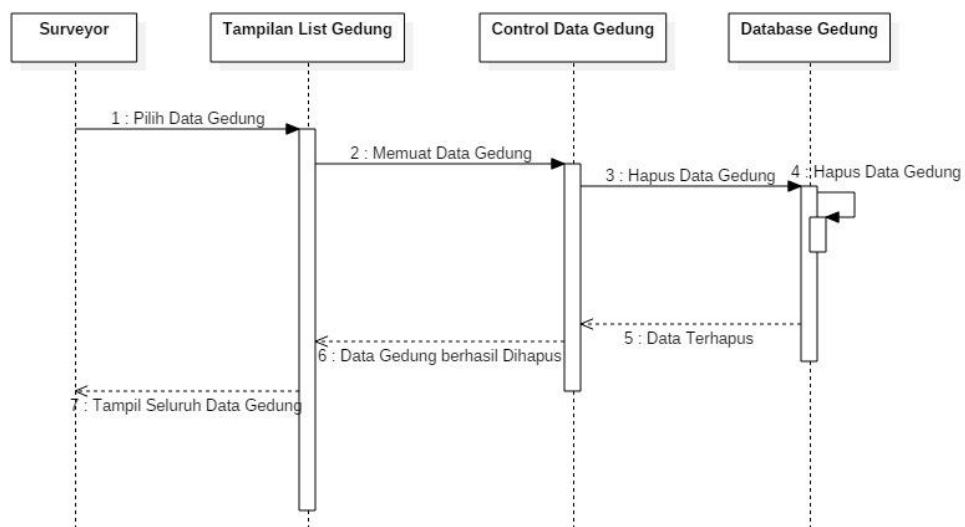 Surveyor
Tampilan List Gedung
Control Data Gedung
Database Gedung
1 : Pilih Data Gedung
2 : Memuat Data Gedung
3 : Hapus Data Gedung
4 : Hapus Data Gedung
5 : Data Terhapus
6 : Data Gedung berhasil Dihapus
7 : Tampil Seluruh Data Gedung